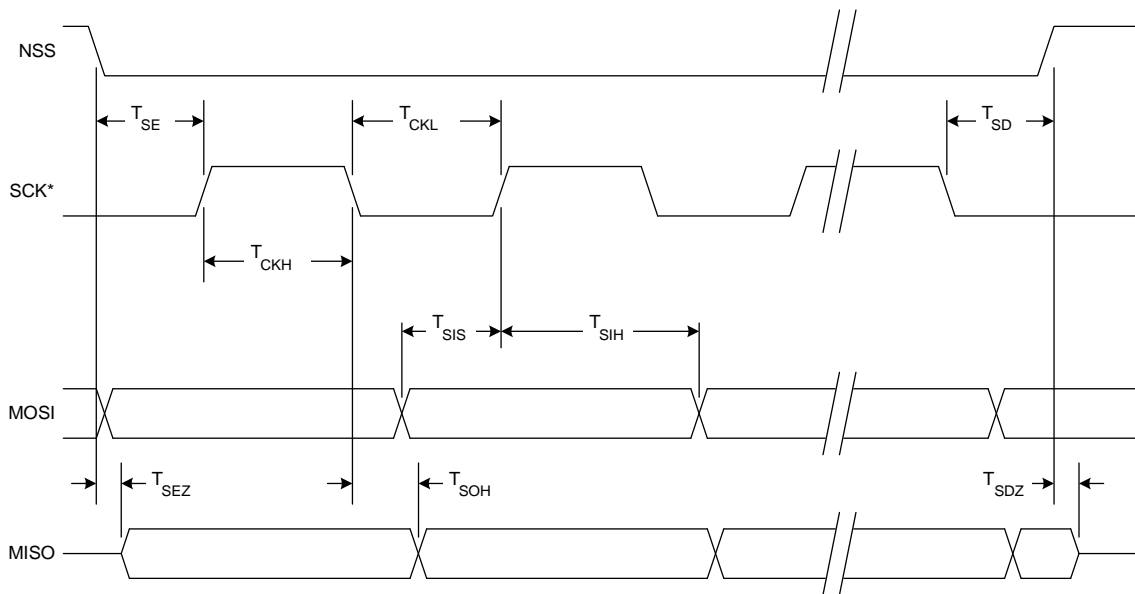 NSS
T_SE
T_CKL
T_SD
SCK*
T_CKH
T_SIS
T_SIH
MOSI
T_SEZ
T_SOH
T_SDZ
MISO